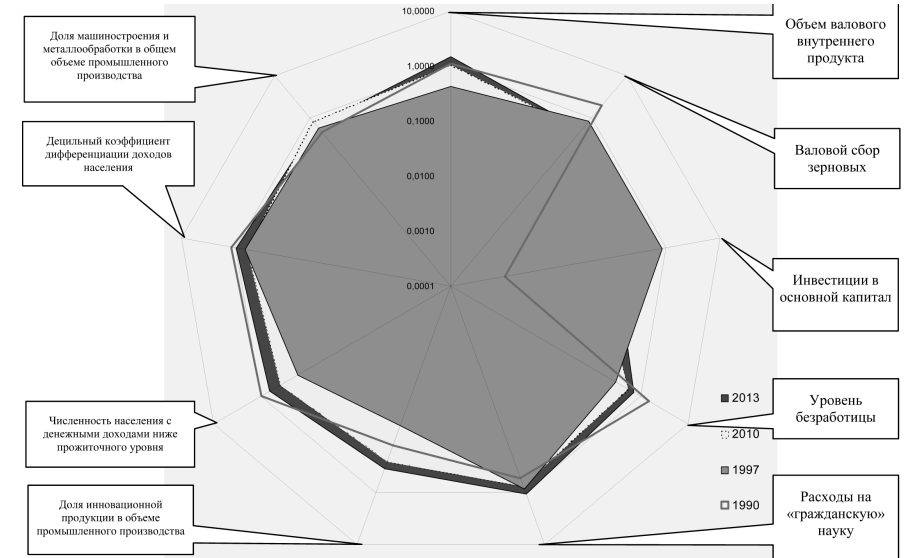 10,0000
1,0000
0,1000
0,0100
0,0010
0,0001
Объем валового
внутреннего
продукта
Валовой сбор
зерновых
Инвестиции в
основной капитал
Уровень
безработицы
Расходы на
«гражданскую»
науку
Доля инновационной
продукции в объеме
промышленного производства
Численность населения с
денежными доходами ниже
прожиточного уровня
Децильный коэффициент
дифференциации доходов
населения
Доля машиностроения и
металлообработки в общем
объеме промышленного
производства
2013
2010
1997
1990